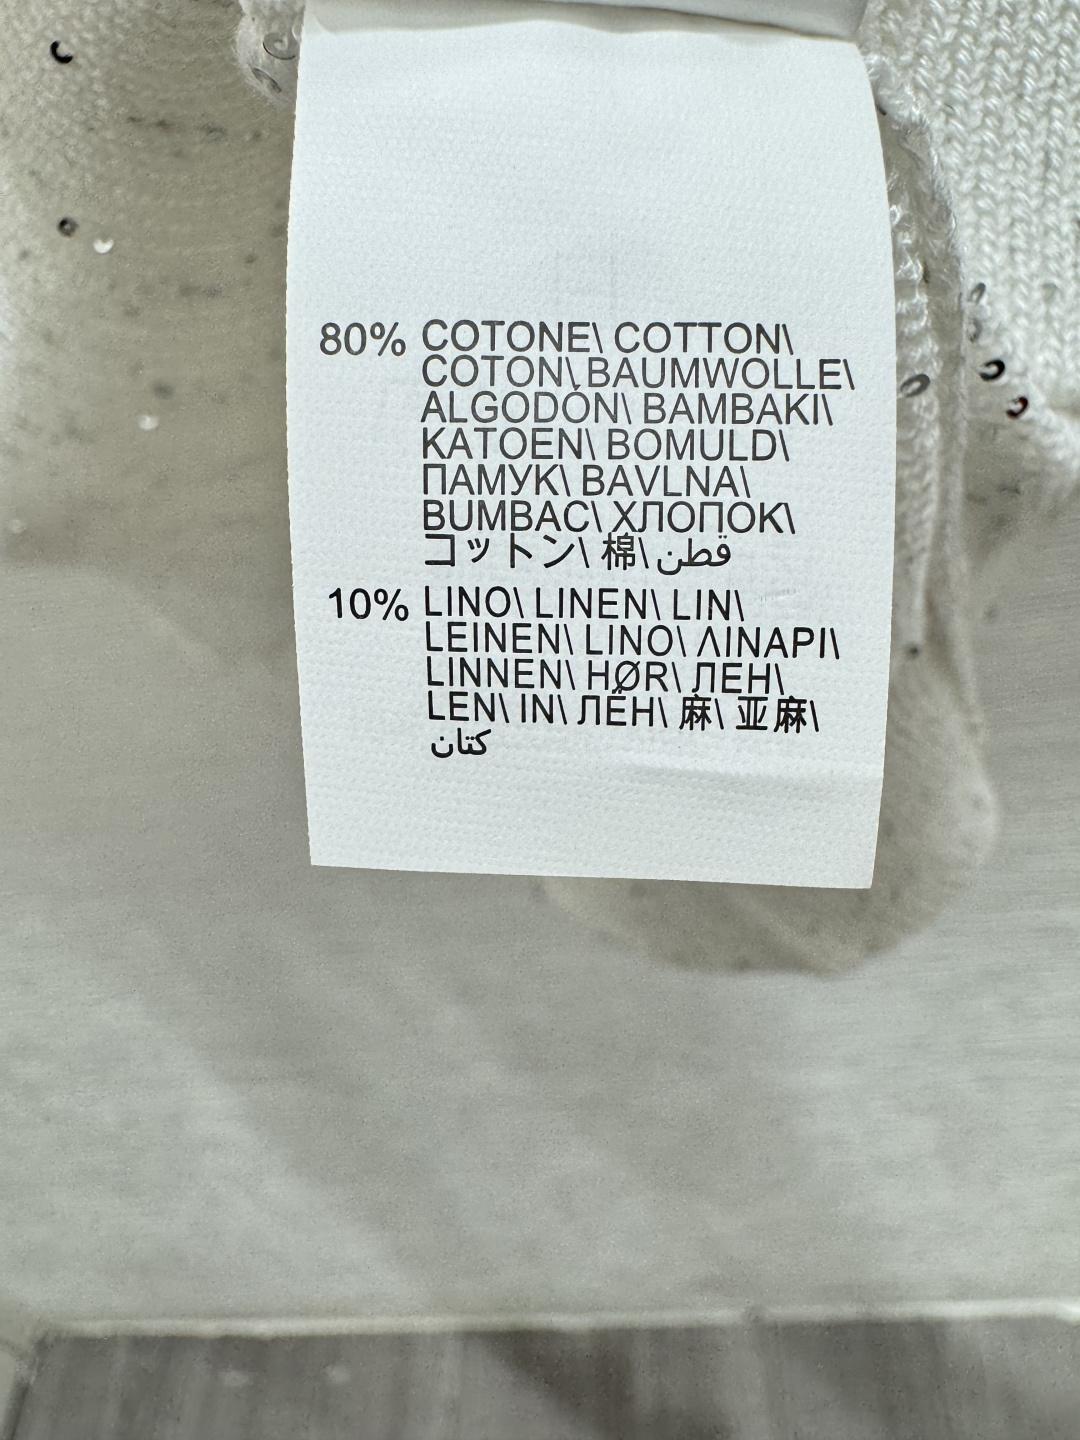 80% COTONE\ COTTON\
COTON\ BAUMWOLLE\
ALGODÓN\ BAMBAKI\
KATOEN\ BOMULD\
ПАМУК\ BAVLNA\
BUMBAC\ ХЛОПОК\
コットン\ 棉\ قطن
10% LINO\ LINEN\ LIN\
LEINEN\ LINO\ ΛΙΝΑΡΙ\
LINNEN\ HØR\ ЛЕН\
LEN\ IN\ ЛЁН\ 麻\ 亚麻\
كتان